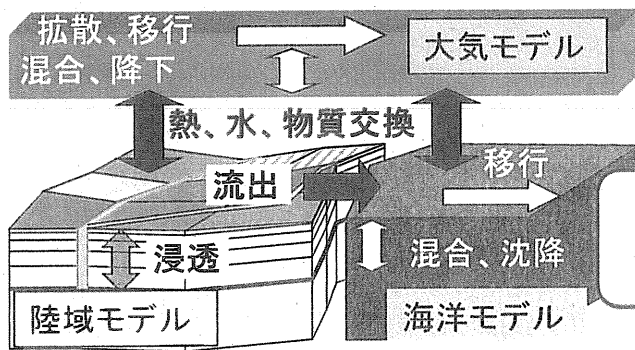 拡散、移行
混合、降下
大気モデル
熱、水、物質交換
流出
移行
浸透
混合、沈降
陸域モデル
海洋モデル